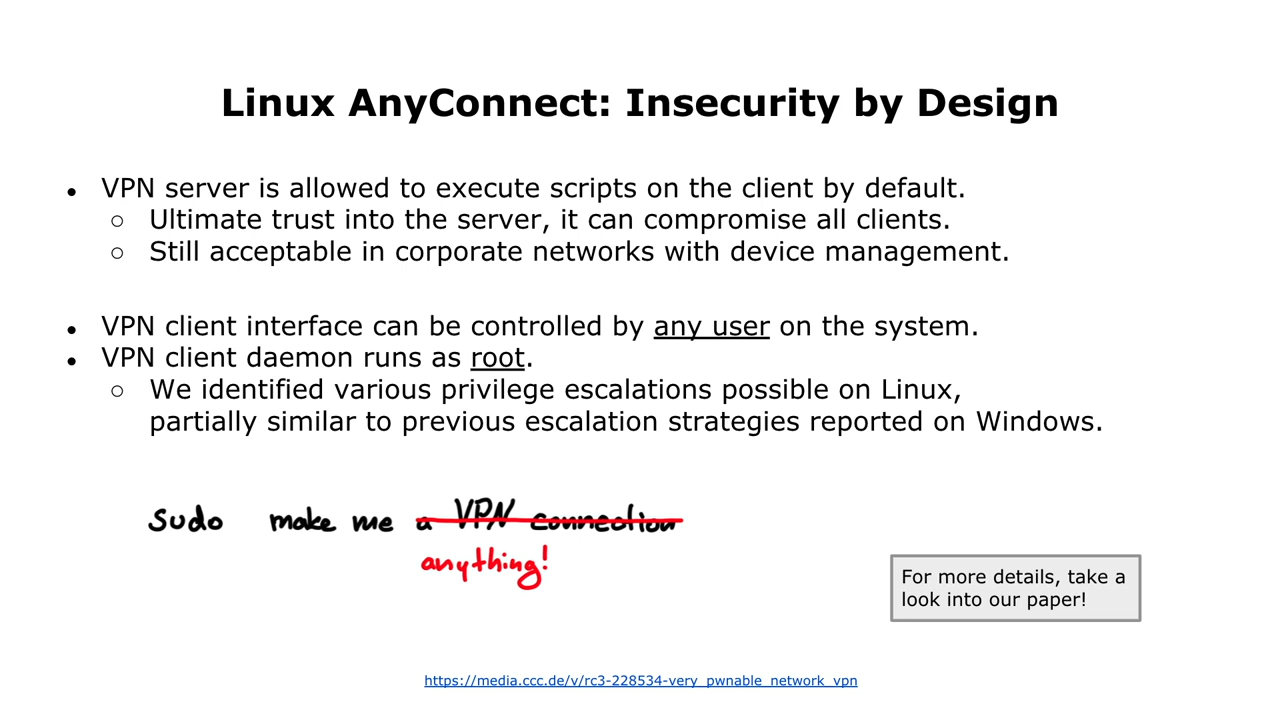 Linux AnyConnect: Insecurity by Design
● VPN server is allowed to execute scripts on the client by default.
○ Ultimate trust into the server, it can compromise all clients.
○ Still acceptable in corporate networks with device management.
● VPN client interface can be controlled by any user on the system.
● VPN client daemon runs as root.
○ We identified various privilege escalations possible on Linux,
partially similar to previous escalation strategies reported on Windows.
sudo make me a VPN connection
anything!
For more details, take a
look into our paper!
https://media.ccc.de/v/rc3-228534-very_pwnable_network_vpn